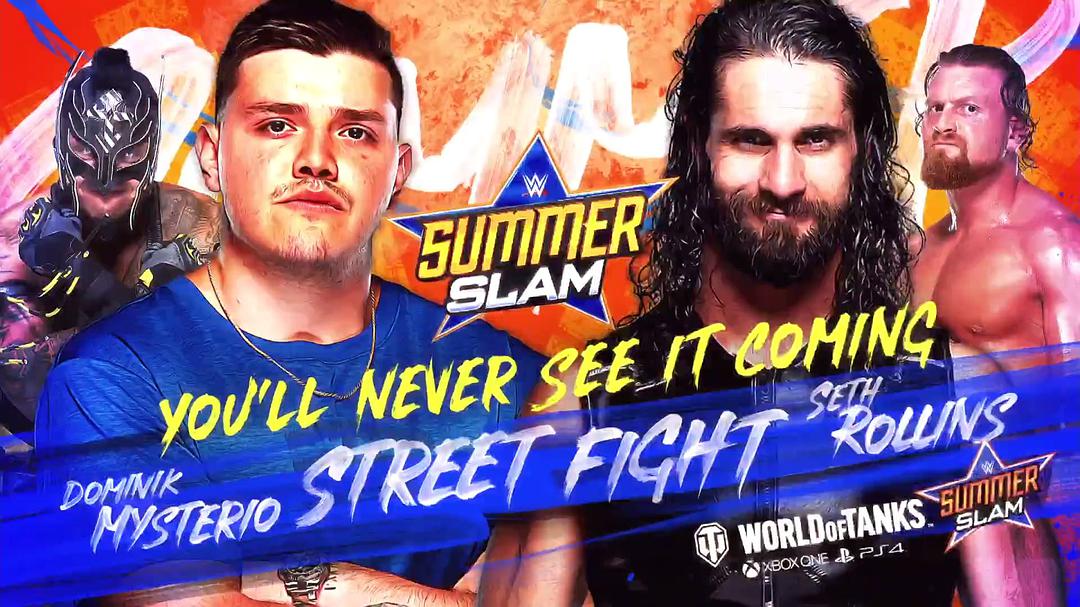 W
SUMMER
SLAM
YOU'LL NEVER SEE IT COMING
DOMINIK
MYSTERIO
STREET FIGHT
SETH
ROLLINS
WORLD OF TANKS
XBOX ONE PS4
W
SUMMER
SLAM